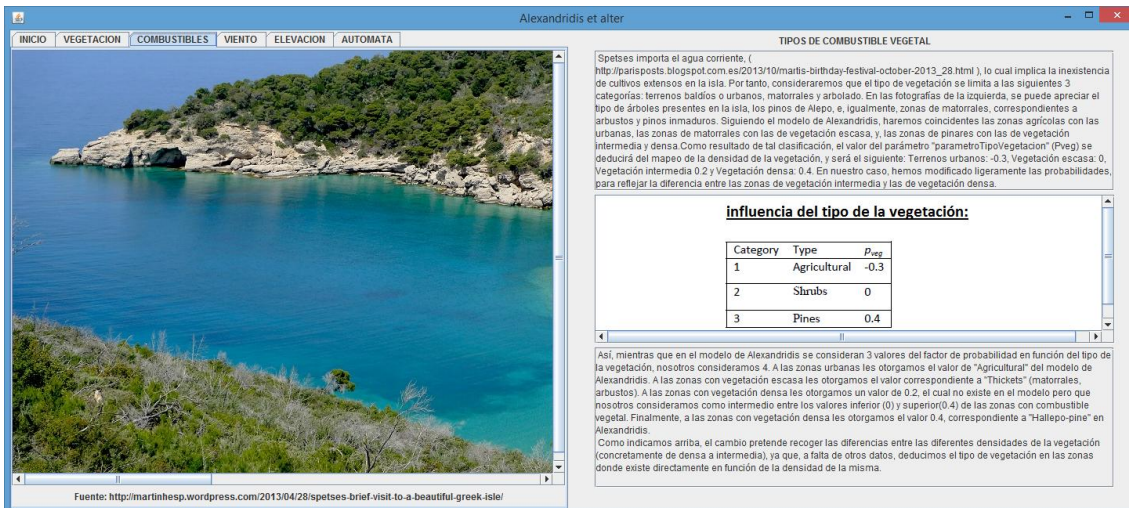 Alexandridis et alter
INICIO VEGETACION COMBUSTIBLES VIENTO ELEVACION AUTOMATA
Fuente: http://martinhesp.wordpress.com/2013/04/28/spetses-brief-visit-to-a-beautiful-greek-isle/
TIPOS DE COMBUSTIBLE VEGETAL
Spetses importa el agua corriente, (
http://parisposts.blogspot.com.es/2013/10/martis-birthday-festival-october-2013_28.html ), lo cual implica la inexistencia
de cultivos extensos en la isla. Por tanto, consideraremos que el tipo de vegetación se limita a las siguientes 3
categorías: terrenos baldíos o urbanos, matorrales y arbolado. En las fotografías de la izquierda, se puede apreciar el
tipo de árboles presentes en la isla, los pinos de Alepo, e, igualmente, zonas de matorrales, correspondientes a
arbustos y pinos inmaduros. Siguiendo el modelo de Alexandridis, haremos coincidentes las zonas agrícolas con las
urbanas, las zonas de matorrales con las de vegetación escasa, y, las zonas de pinares con las de vegetación
intermedia y densa.Como resultado de tal clasificación, el valor del parámetro "parametroTipoVegetacion" (Pveg) se
deducirá del mapeo de la densidad de la vegetación, y será el siguiente: Terrenos urbanos: -0.3, Vegetación escasa: 0,
Vegetación intermedia 0.2 y Vegetación densa: 0.4. En nuestro caso, hemos modificado ligeramente las probabilidades,
para reflejar la diferencia entre las zonas de vegetación intermedia y las de vegetación densa.
influencia del tipo de la vegetación:
Category Type pveg
1 Agricultural -0.3
2 Shrubs 0
3 Pines 0.4
Así, mientras que en el modelo de Alexandridis se consideran 3 valores del factor de probabilidad en función del tipo de
la vegetación, nosotros consideramos 4. A las zonas urbanas les otorgamos el valor de "Agricultural" del modelo de
Alexandridis. A las zonas con vegetación escasa les otorgamos el valor correspondiente a "Thickets" (matorrales,
arbustos). A las zonas con vegetación densa les otorgamos un valor de 0.2, el cual no existe en el modelo pero que
nosotros consideramos como intermedio entre los valores inferior (0) y superior(0.4) de las zonas con combustible
vegetal. Finalmente, a las zonas con vegetación densa les otorgamos el valor 0.4, correspondiente a "Hallepo-pine" en
Alexandridis.
Como indicamos arriba, el cambio pretende recoger las diferencias entre las diferentes densidades de la vegetación
(concretamente de densa a intermedia), ya que, a falta de otros datos, deducimos el tipo de vegetación en las zonas
donde existe directamente en función de la densidad de la misma.